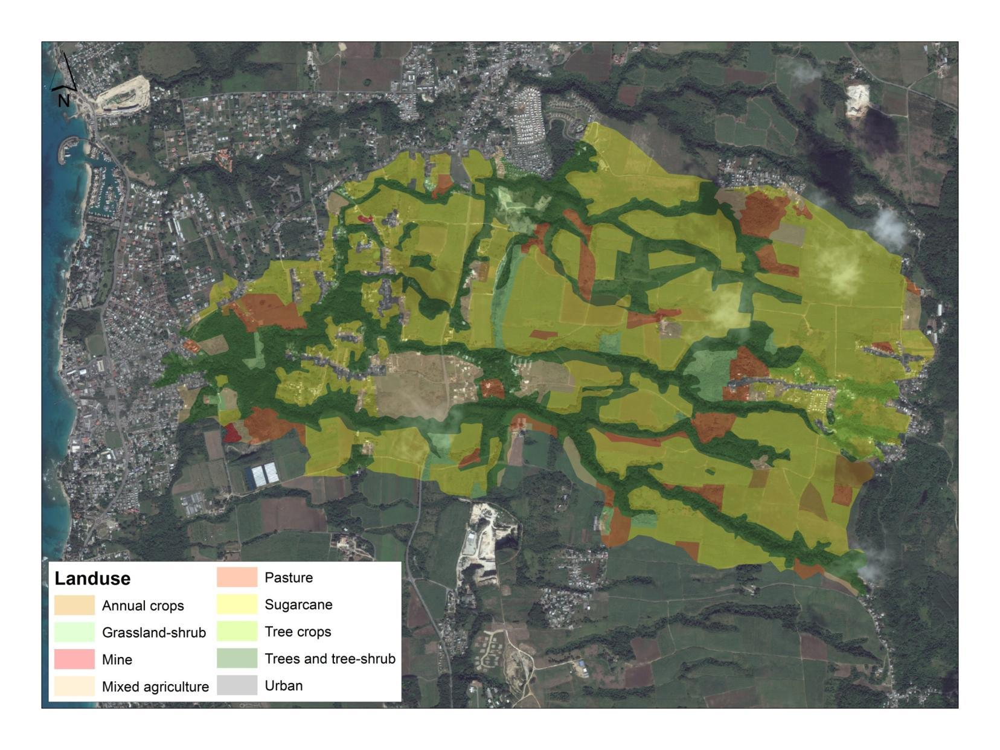 N
Landuse
Annual crops
Grassland-shrub
Mine
Mixed agriculture
Pasture
Sugarcane
Tree crops
Trees and tree-shrub
Urban